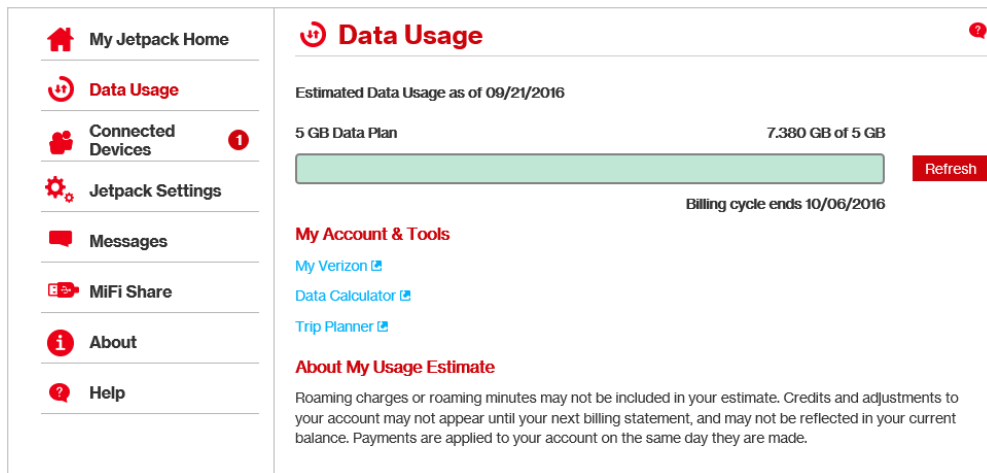 My Jetpack Home
Data Usage
Connected
Devices
1
Jetpack Settings
Messages
MiFi Share
About
Help
Data Usage
?
Estimated Data Usage as of 09/21/2016
5 GB Data Plan
7.380 GB of 5 GB
Refresh
Billing cycle ends 10/06/2016
My Account & Tools
My Verizon
Data Calculator
Trip Planner
About My Usage Estimate
Roaming charges or roaming minutes may not be included in your estimate. Credits and adjustments to
your account may not appear until your next billing statement, and may not be reflected in your current
balance. Payments are applied to your account on the same day they are made.